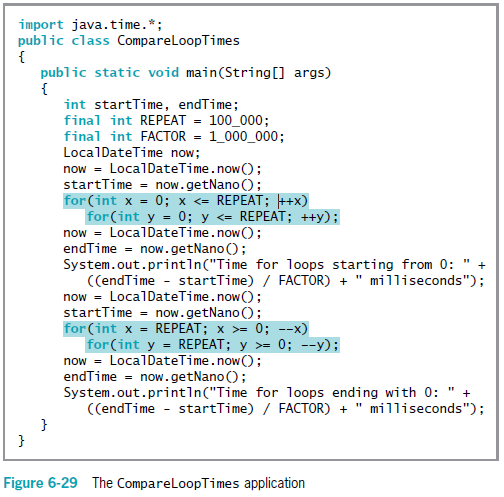 import java.time.*;
public class CompareLoopTimes
{
   public static void main(String[] args)
   {
      int startTime, endTime;
      final int REPEAT = 100_000;
      final int FACTOR = 1_000_000;
      LocalDateTime now;
      now = LocalDateTime.now();
      startTime = now.getNano();
      for(int x = 0; x <= REPEAT; ++x)
         for(int y = 0; y <= REPEAT; ++y);
      now = LocalDateTime.now();
      endTime = now.getNano();
      System.out.println("Time for loops starting from 0: " +
         ((endTime - startTime) / FACTOR) + " milliseconds");
      now = LocalDateTime.now();
      startTime = now.getNano();
      for(int x = REPEAT; x >= 0; --x)
         for(int y = REPEAT; y >= 0; --y);
      now = LocalDateTime.now();
      endTime = now.getNano();
      System.out.println("Time for loops ending with 0: " +
         ((endTime - startTime) / FACTOR) + " milliseconds");
   }
}
Figure 6-29 The CompareLoopTimes application